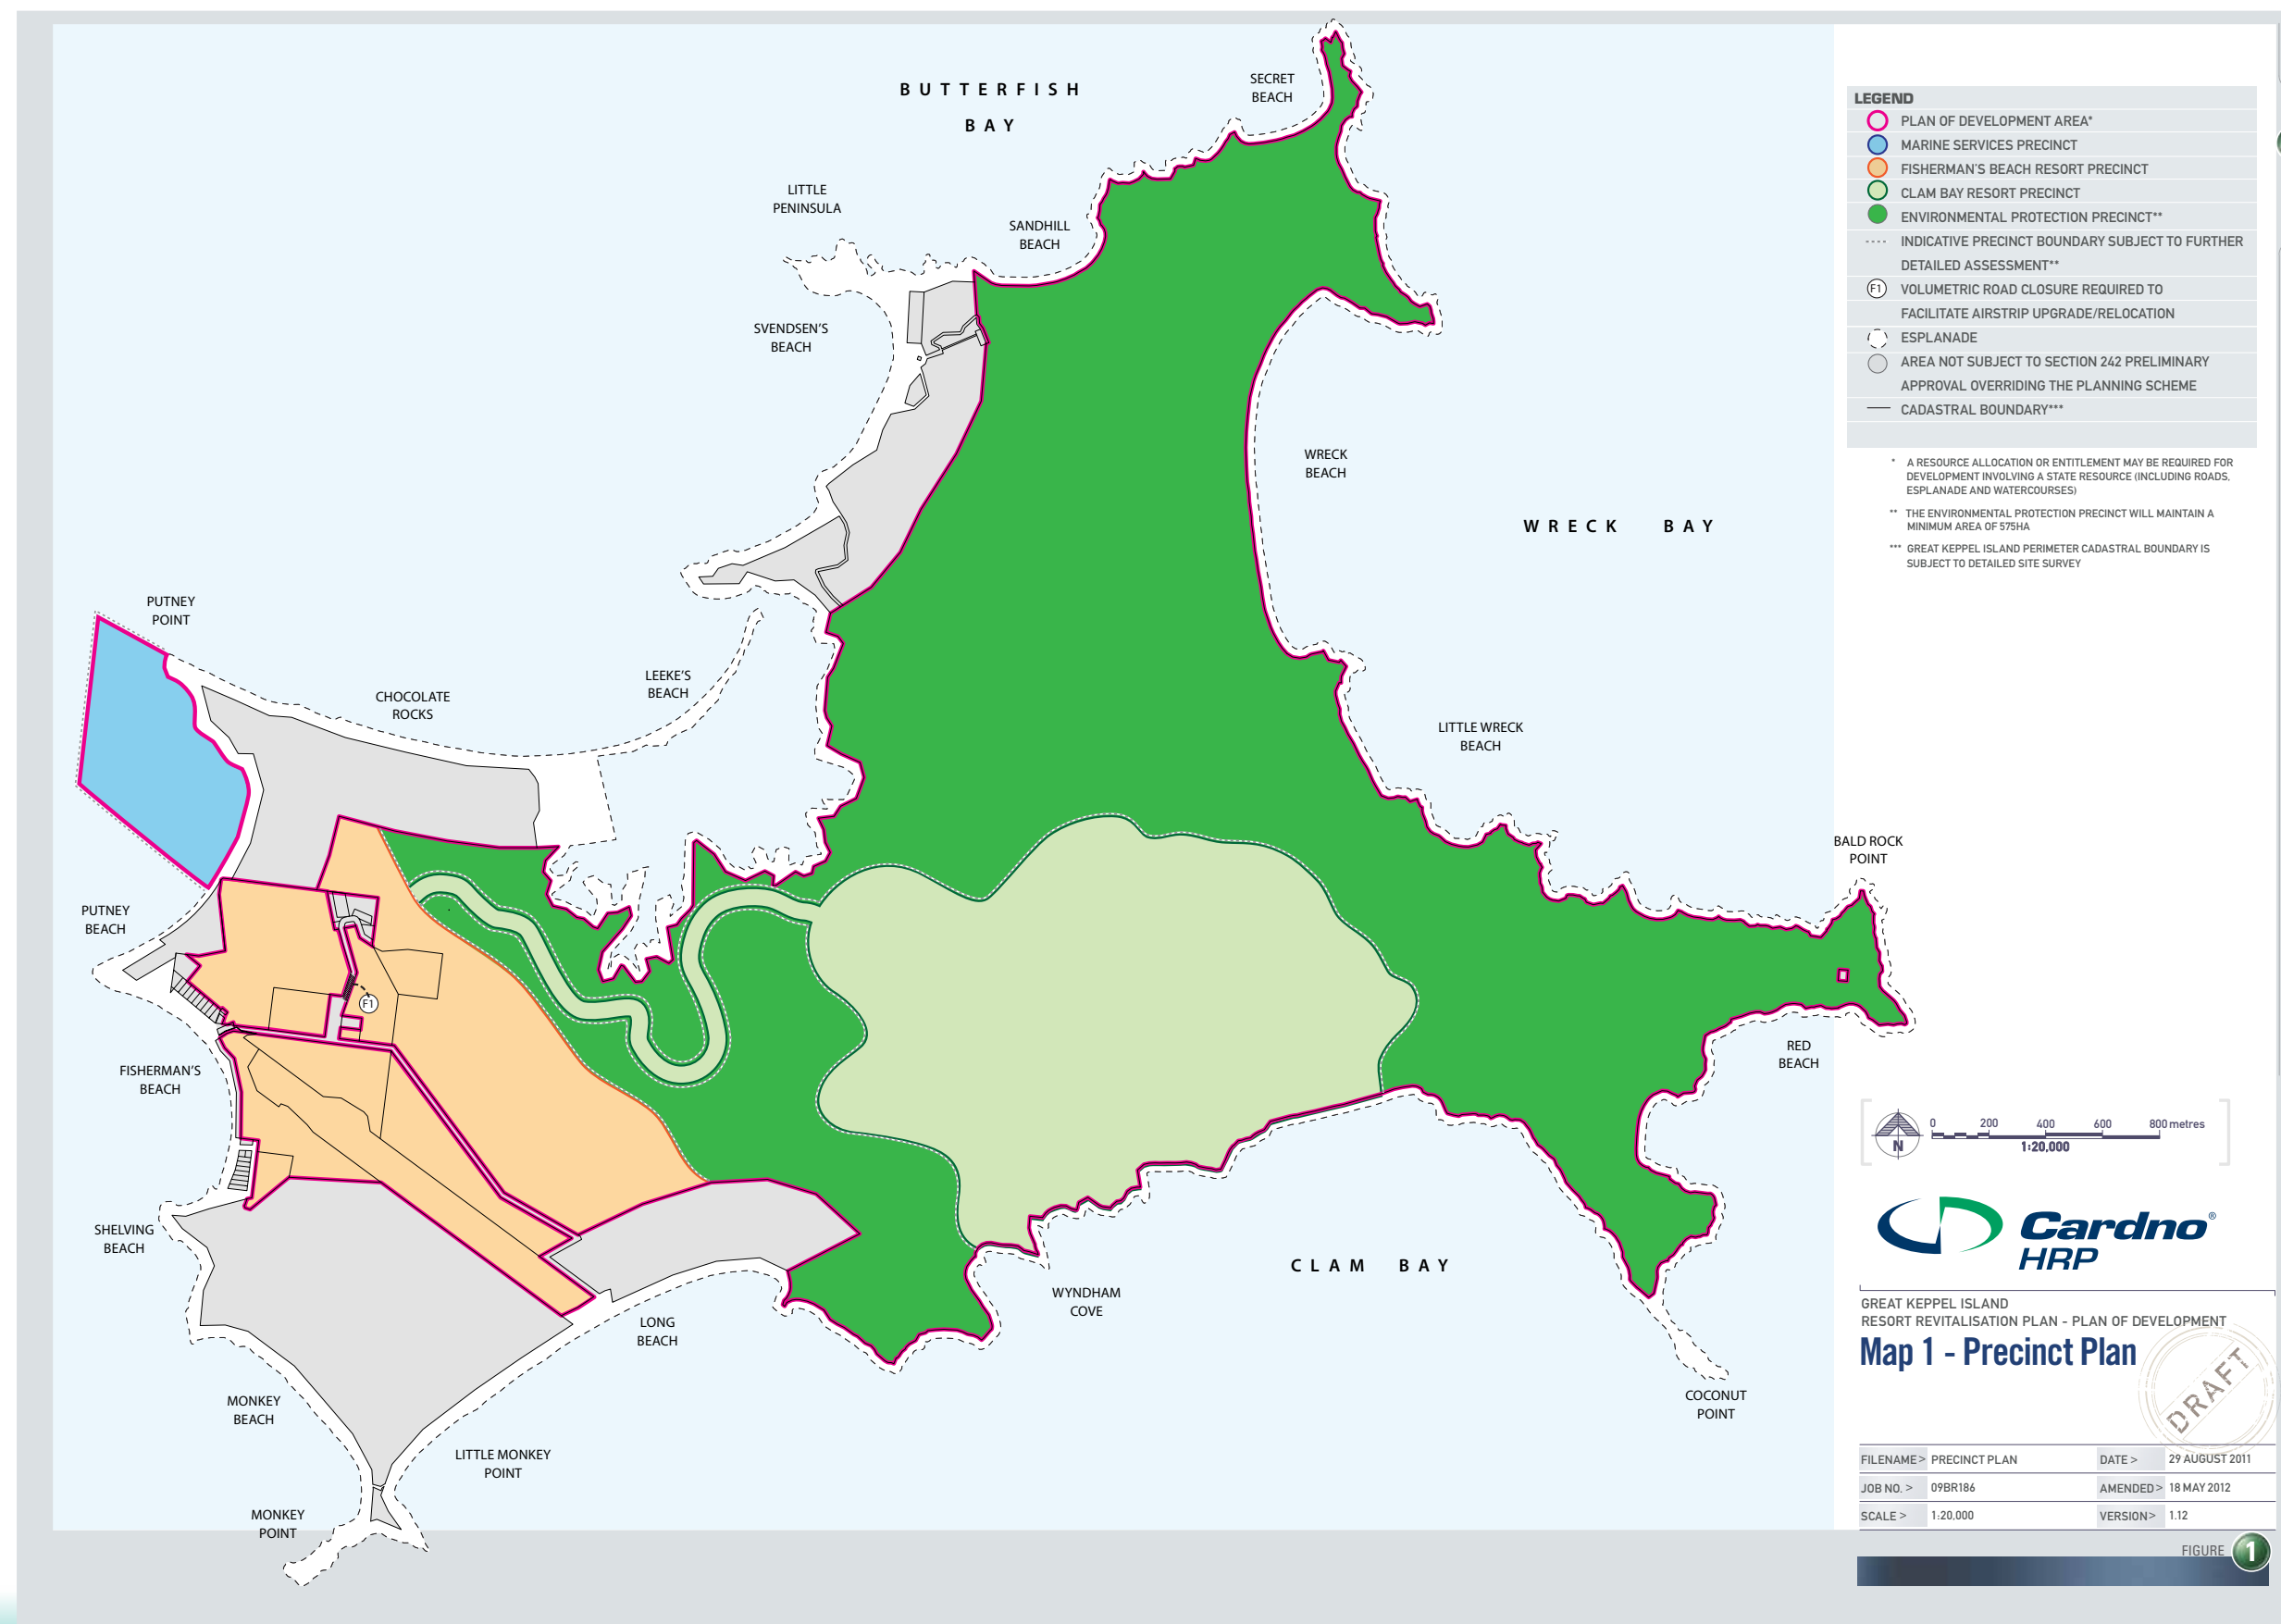 BUTTERFISH
BAY
SECRET
BEACH
LITTLE
PENINSULA
SANDHILL
BEACH
SVENDSEN'S
BEACH
WRECK
BEACH
WRECK BAY
PUTNEY
POINT
LEEKE'S
BEACH
CHOCOLATE
ROCKS
LITTLE WRECK
BEACH
BALD ROCK
POINT
PUTNEY
BEACH
F1
FISHERMAN'S
BEACH
RED
BEACH
SHELVING
BEACH
CLAM BAY
WYNDHAM
COVE
LONG
BEACH
MONKEY
BEACH
COCONUT
POINT
LITTLE MONKEY
POINT
MONKEY
POINT
LEGEND
PLAN OF DEVELOPMENT AREA*
MARINE SERVICES PRECINCT
FISHERMAN'S BEACH RESORT PRECINCT
CLAM BAY RESORT PRECINCT
ENVIRONMENTAL PROTECTION PRECINCT**
INDICATIVE PRECINCT BOUNDARY SUBJECT TO FURTHER
DETAILED ASSESSMENT**
F1 VOLUMETRIC ROAD CLOSURE REQUIRED TO
FACILITATE AIRSTRIP UPGRADE/RELOCATION
ESPLANADE
AREA NOT SUBJECT TO SECTION 242 PRELIMINARY
APPROVAL OVERRIDING THE PLANNING SCHEME
CADASTRAL BOUNDARY***
* A RESOURCE ALLOCATION OR ENTITLEMENT MAY BE REQUIRED FOR
DEVELOPMENT INVOLVING A STATE RESOURCE (INCLUDING ROADS,
ESPLANADE AND WATERCOURSES)
** THE ENVIRONMENTAL PROTECTION PRECINCT WILL MAINTAIN A
MINIMUM AREA OF 575HA
*** GREAT KEPPEL ISLAND PERIMETER CADASTRAL BOUNDARY IS
SUBJECT TO DETAILED SITE SURVEY
N
0 200 400 600 800 metres
1:20,000
Cardno®
HRP
GREAT KEPPEL ISLAND
RESORT REVITALISATION PLAN - PLAN OF DEVELOPMENT
Map 1 - Precinct Plan
DRAFT
FILENAME > PRECINCT PLAN DATE > 29 AUGUST 2011
JOB NO. > 09BR186 AMENDED > 18 MAY 2012
SCALE > 1:20,000 VERSION > 1.12
FIGURE 1